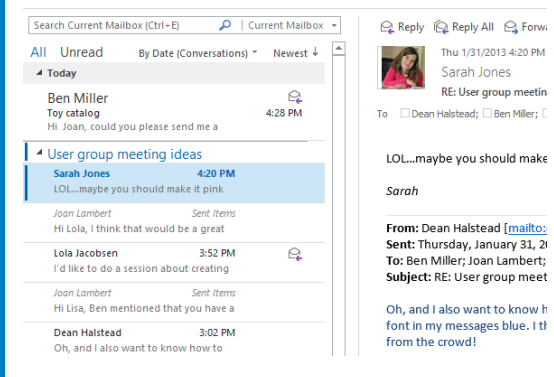 Search Current Mailbox (Ctrl+E) Current Mailbox
All Unread By Date (Conversations) Newest ↓
Today
Ben Miller
Toy catalog 4:28 PM
Hi Joan, could you please send me a
User group meeting ideas
Sarah Jones 4:20 PM
LOL...maybe you should make it pink
Joan Lambert Sent Items
Hi Lola, I think that would be a great
Lola Jacobsen 3:52 PM
I'd like to do a session about creating
Joan Lambert Sent Items
Hi Lisa, Ben mentioned that you have a
Dean Halstead 3:02 PM
Oh, and I also want to know how to
Reply Reply All Forwa
Thu 1/31/2013 4:20 PM
Sarah Jones
RE: User group meetin
To Dean Halstead; Ben Miller;
LOL...maybe you should make
Sarah
From: Dean Halstead [mailto:
Sent: Thursday, January 31, 2
To: Ben Miller; Joan Lambert;
Subject: RE: User group meet
Oh, and I also want to know h
font in my messages blue. I th
from the crowd!